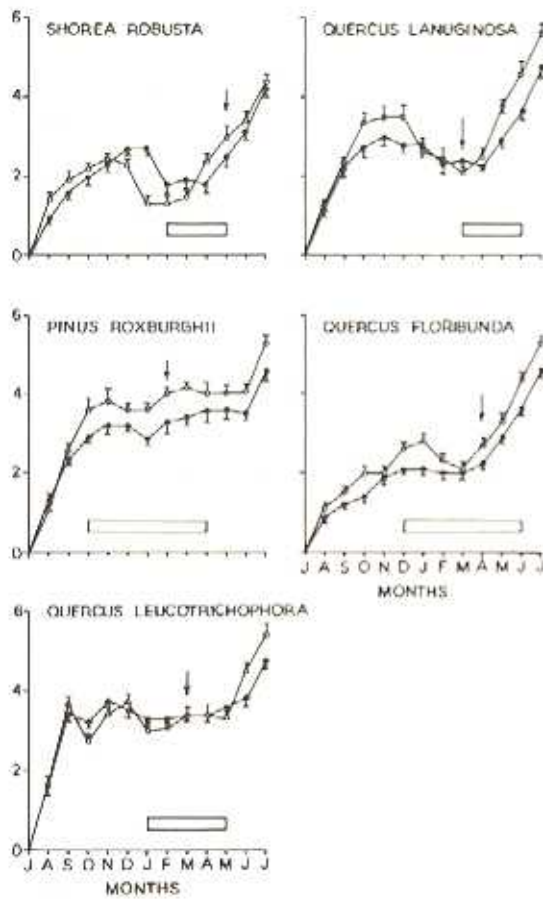 SHOREA ROBUSTA
6
4
2
0
QUERCUS LANUGINOSA
PINUS ROXBURGHII
6
4
2
0
J A S O N D J F M A M J J
MONTHS
QUERCUS FLORIBUNDA
QUERCUS LEUCOTRICHOPHORA
6
4
2
0
J A S O N D J F M A M J J
MONTHS